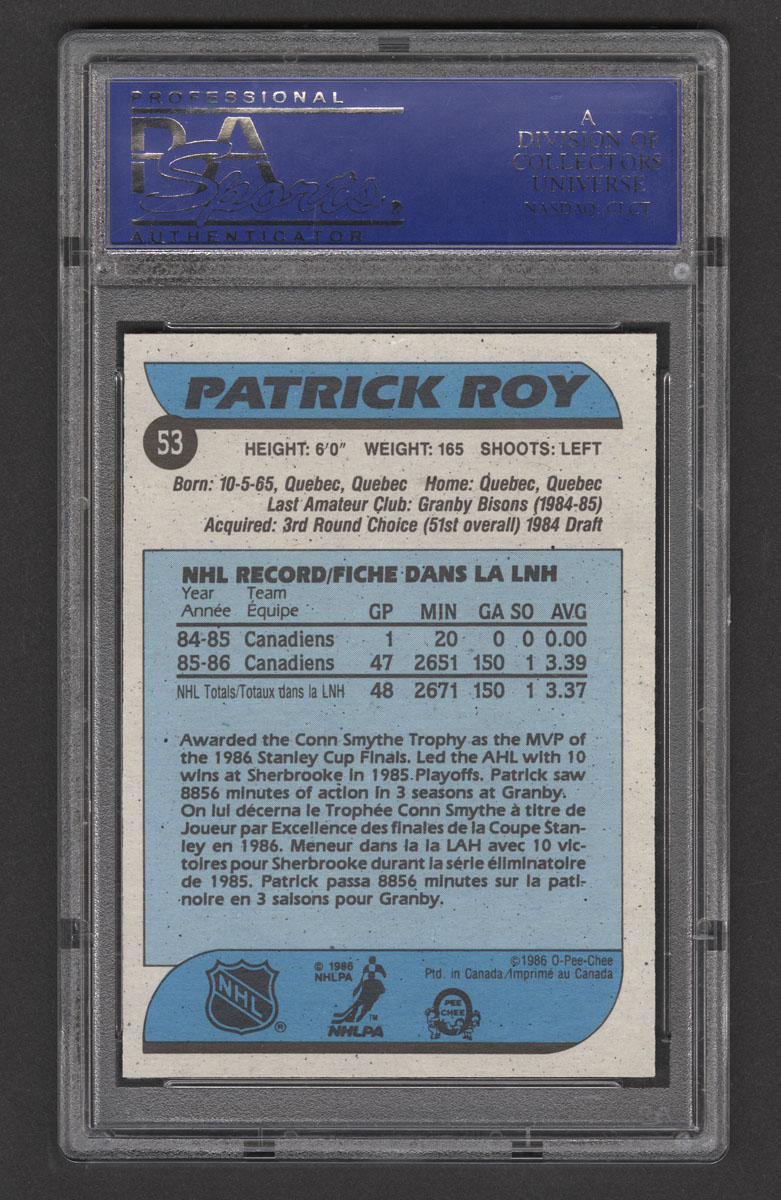 PROFESSIONAL
PSA
Sports®
AUTHENTICATOR
A
DIVISION OF
COLLECTORS
UNIVERSE
NASDAQ: CLCT
PATRICK ROY
53
HEIGHT: 6'0" WEIGHT: 165 SHOOTS: LEFT
Born: 10-5-65, Quebec, Quebec Home: Quebec, Quebec
Last Amateur Club: Granby Bisons (1984-85)
Acquired: 3rd Round Choice (51st overall) 1984 Draft
NHL RECORD/FICHE DANS LA LNH
Year Team
Année Équipe GP MIN GA SO AVG
84-85 Canadiens 1 20 0 0 0.00
85-86 Canadiens 47 2651 150 1 3.39
NHL Totals/Totaux dans la LNH 48 2671 150 1 3.37
Awarded the Conn Smythe Trophy as the MVP of
the 1986 Stanley Cup Finals. Led the AHL with 10
wins at Sherbrooke in 1985 Playoffs. Patrick saw
8856 minutes of action in 3 seasons at Granby.
On lui décerna le Trophée Conn Smythe à titre de
Joueur par Excellence des finales de la Coupe Stan-
ley en 1986. Meneur dans la la LAH avec 10 vic-
toires pour Sherbrooke durant la série éliminatoire
de 1985. Patrick passa 8856 minutes sur la pati-
noire en 3 saisons pour Granby.
NHL ®
© 1986
NHLPA
TM
NHLPA
PEE
CHEE
©1986 O-Pee-Chee
Ptd. in Canada/Imprimé au Canada